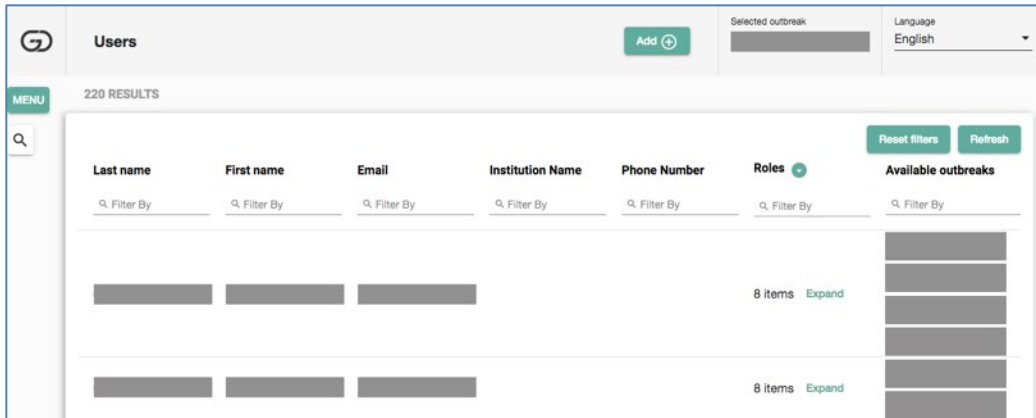 Users
Add
Selected outbreak
Language
English
MENU
220 RESULTS
Reset filters
Refresh
Last name
First name
Email
Institution Name
Phone Number
Roles
Available outbreaks
Filter By
Filter By
Filter By
Filter By
Filter By
Filter By
Filter By
8 items Expand
8 items Expand